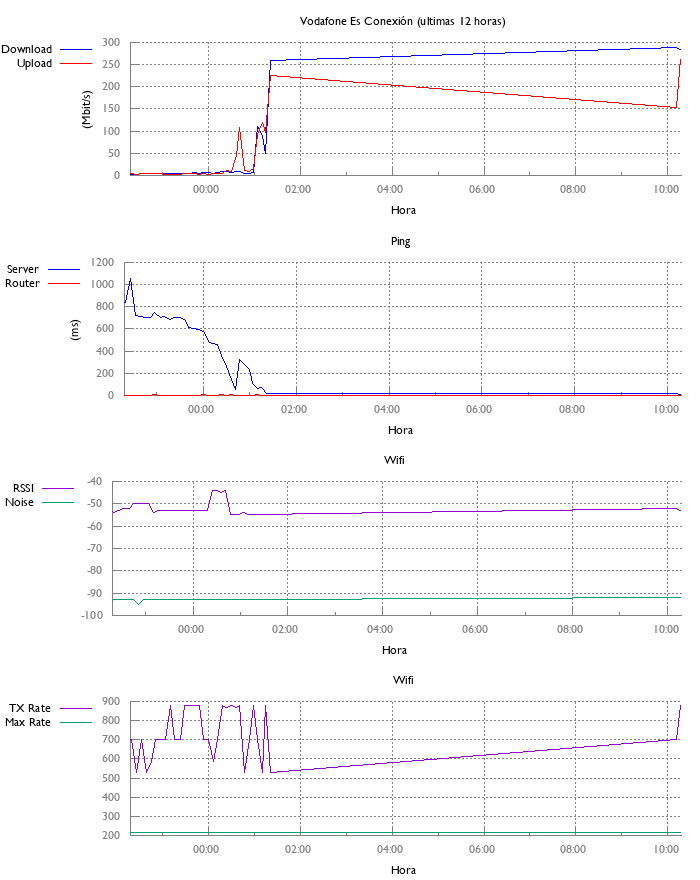 Vodafone Es Conexión (ultimas 12 horas)
Download
Upload
300
250
200
150
100
50
0
(Mbit/s)
00:00 02:00 04:00 06:00 08:00 10:00
Hora
Ping
Server
Router
1200
1000
800
600
400
200
0
(ms)
00:00 02:00 04:00 06:00 08:00 10:00
Hora
Wifi
RSSI
Noise
-40
-50
-60
-70
-80
-90
-100
00:00 02:00 04:00 06:00 08:00 10:00
Hora
Wifi
TX Rate
Max Rate
900
800
700
600
500
400
300
200
00:00 02:00 04:00 06:00 08:00 10:00
Hora